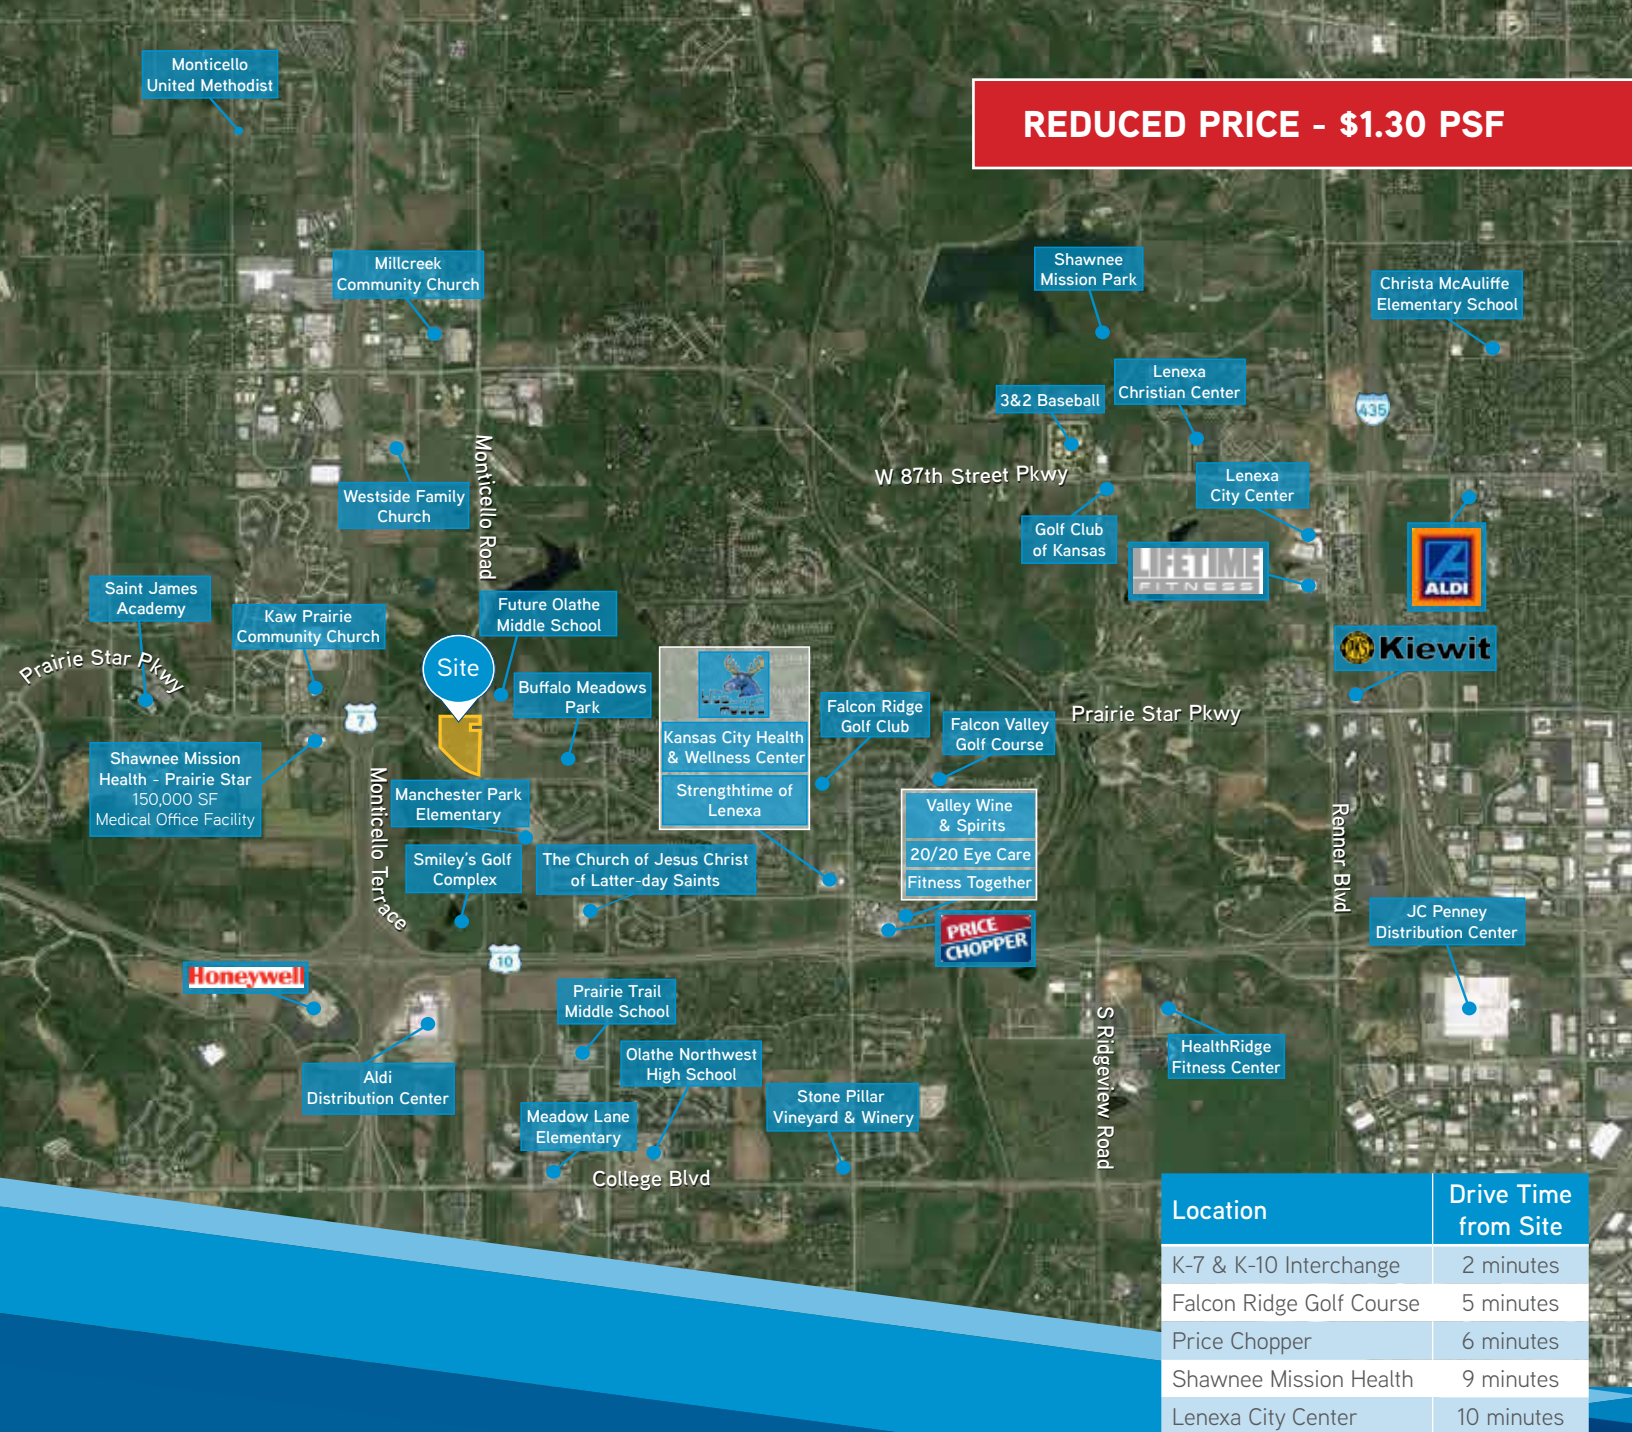 Monticello
United Methodist
REDUCED PRICE - $1.30 PSF
Millcreek
Community Church
Shawnee
Mission Park
Christa McAuliffe
Elementary School
Lenexa
Christian Center
3&2 Baseball
435
Monticello Road
W 87th Street Pkwy
Westside Family
Church
Lenexa
City Center
Golf Club
of Kansas
LIFETIME
FITNESS
ALDI
Saint James
Academy
Kaw Prairie
Community Church
Future Olathe
Middle School
Kiewit
Prairie Star Pkwy
Site
Buffalo Meadows
Park
7
Kansas City Health
& Wellness Center
Strengthtime of
Lenexa
Falcon Ridge
Golf Club
Falcon Valley
Golf Course
Prairie Star Pkwy
Shawnee Mission
Health - Prairie Star
150,000 SF
Medical Office Facility
Monticello Terrace
Manchester Park
Elementary
Valley Wine
& Spirits
20/20 Eye Care
Fitness Together
Renner Blvd
Smiley's Golf
Complex
The Church of Jesus Christ
of Latter-day Saints
PRICE
CHOPPER
JC Penney
Distribution Center
10
Honeywell
Prairie Trail
Middle School
S Ridgeview Road
HealthRidge
Fitness Center
Olathe Northwest
High School
Aldi
Distribution Center
Stone Pillar
Vineyard & Winery
Meadow Lane
Elementary
College Blvd
Location
Drive Time
from Site
K-7 & K-10 Interchange 2 minutes
Falcon Ridge Golf Course 5 minutes
Price Chopper 6 minutes
Shawnee Mission Health 9 minutes
Lenexa City Center 10 minutes